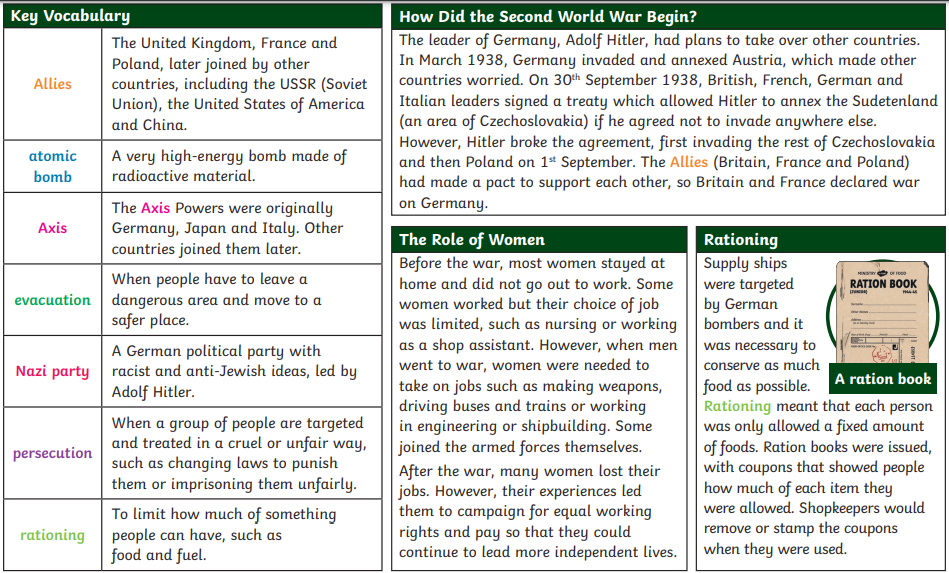 Key Vocabulary
Allies
The United Kingdom, France and
Poland, later joined by other
countries, including the USSR (Soviet
Union), the United States of America
and China.
atomic
bomb
A very high-energy bomb made of
radioactive material.
Axis
The Axis Powers were originally
Germany, Japan and Italy. Other
countries joined them later.
evacuation
When people have to leave a
dangerous area and move to a
safer place.
Nazi party
A German political party with
racist and anti-Jewish ideas, led by
Adolf Hitler.
persecution
When a group of people are targeted
and treated in a cruel or unfair way,
such as changing laws to punish
them or imprisoning them unfairly.
rationing
To limit how much of something
people can have, such as
food and fuel.
How Did the Second World War Begin?
The leader of Germany, Adolf Hitler, had plans to take over other countries.
In March 1938, Germany invaded and annexed Austria, which made other
countries worried. On 30th September 1938, British, French, German and
Italian leaders signed a treaty which allowed Hitler to annex the Sudetenland
(an area of Czechoslovakia) if he agreed not to invade anywhere else.
However, Hitler broke the agreement, first invading the rest of Czechoslovakia
and then Poland on 1st September. The Allies (Britain, France and Poland)
had made a pact to support each other, so Britain and France declared war
on Germany.
The Role of Women
Before the war, most women stayed at
home and did not go out to work. Some
women worked but their choice of job
was limited, such as nursing or working
as a shop assistant. However, when men
went to war, women were needed to
take on jobs such as making weapons,
driving buses and trains or working
in engineering or shipbuilding. Some
joined the armed forces themselves.
After the war, many women lost their
jobs. However, their experiences led
them to campaign for equal working
rights and pay so that they could
continue to lead more independent lives.
Rationing
Supply ships
were targeted
by German
bombers and it
was necessary to
conserve as much
food as possible.
MINISTRY OF FOOD
RATION BOOK
1944-45
A ration book
Rationing meant that each person
was only allowed a fixed amount
of foods. Ration books were issued,
with coupons that showed people
how much of each item they
were allowed. Shopkeepers would
remove or stamp the coupons
when they were used.